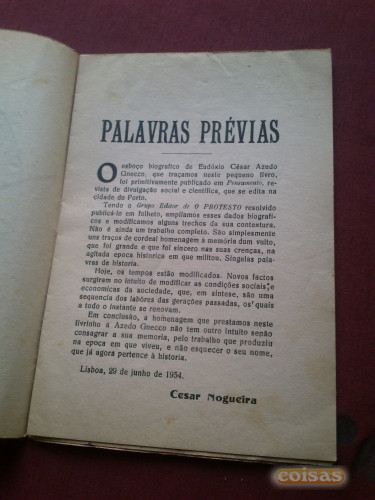 PALAVRAS PRÉVIAS
O esboço biografico de Eudóxio César Azedo
Gnecco, que traçamos neste pequeno livro,
foi primitivamente publicado em Pensamento, re-
vista de divulgação social e cientifica, que se edita na
cidade do Porto.
Tendo o Grupo Editor de O PROTESTO resolvido
publicá-lo em folheto, ampliamos esses dados biografi-
cos e modificamos alguns trechos da sua contextura.
Não é ainda um trabalho completo. São simplesmente
uns traços de cordeal homenagem à memória dum vulto,
que foi grande e que foi sincero nas suas crenças, na
agitada epoca historica em que militou. Singelas pala-
vras de historia.
Hoje, os tempos estão modificados. Novos factos
surgirem no intuito de modificar as condições sociais e
economicas da sociedade, que, em síntese, são uma
sequencia dos labôres das gerações passadas, os quais
a todo o instante se renovam.
Em conclusão, a homenagem que prestamos neste
livrinho a Azedo Gnecco não tem outro intuito senão
consagrar a sua memória, pelo trabalho que produziu
na epoca em que viveu, e não esquecer o seu nome,
que já agora pertence à historia.
Lisboa, 29 de junho de 1934.
Cesar Nogueira
coisas